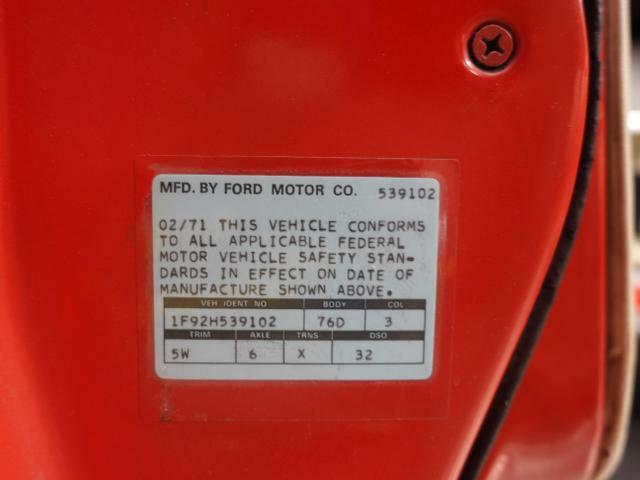 MFD. BY FORD MOTOR CO. 539102
02/71 THIS VEHICLE CONFORMS
TO ALL APPLICABLE FEDERAL
MOTOR VEHICLE SAFETY STAN-
DARDS IN EFFECT ON DATE OF
MANUFACTURE SHOWN ABOVE.
VEH IDENT NO BODY COL
1F92H539102 76D 3
TRIM AXLE TRNS DSO
5W 6 X 32